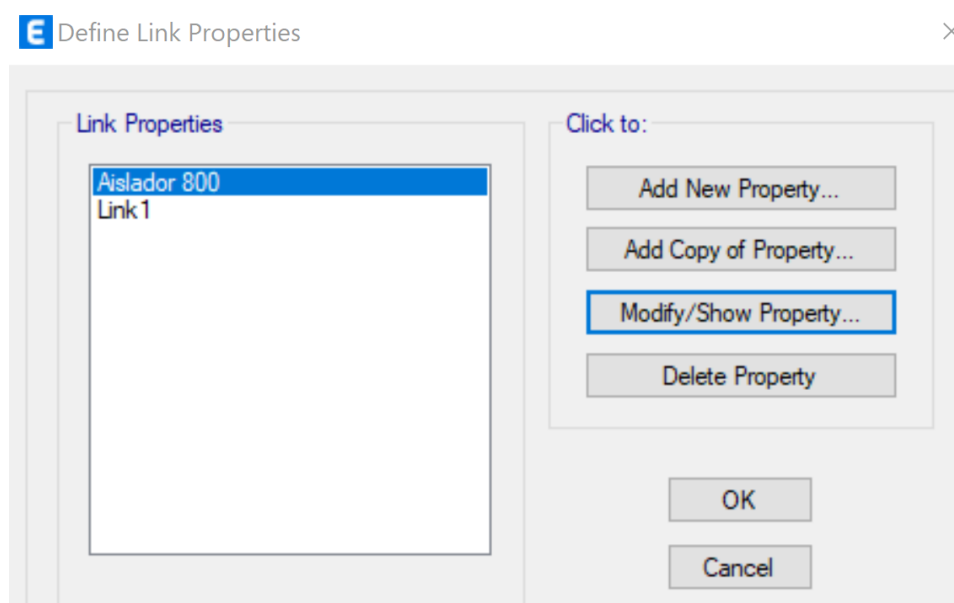 E Define Link Properties
Link Properties
Aislador 800
Link1
Click to:
Add New Property...
Add Copy of Property...
Modify/Show Property...
Delete Property
OK
Cancel